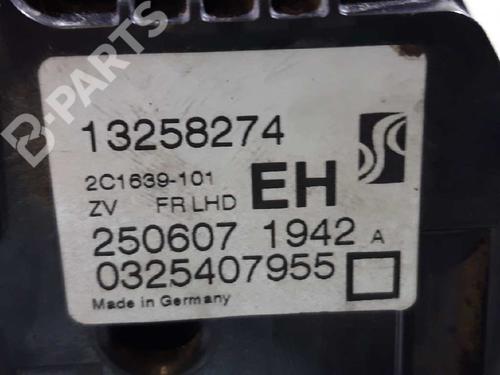 B-PARTS
13258274
2C1639-101
ZV FR LHD EH
250607 1942 A
0325407955
Made in Germany